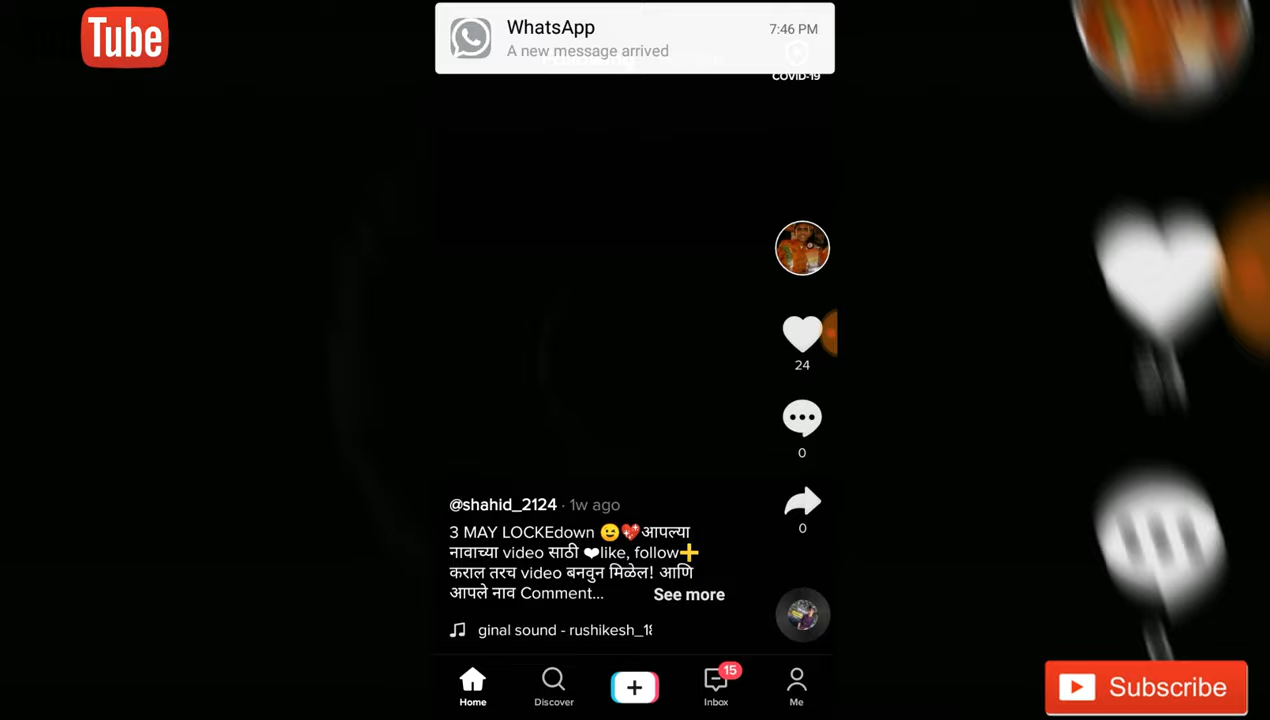 Tube
WhatsApp
7:46 PM
A new message arrived
COVID-19
24
0
0
@shahid_2124 · 1w ago
3 MAY LOCKEdown 😉💖आपल्या
नावाच्या video साठी ❤like, follow➕
कराल तरच video बनवुन मिळेल! आणि
आपले नाव Comment... See more
ginal sound - rushikesh_18
15
Home
Discover
Inbox
Me
Subscribe